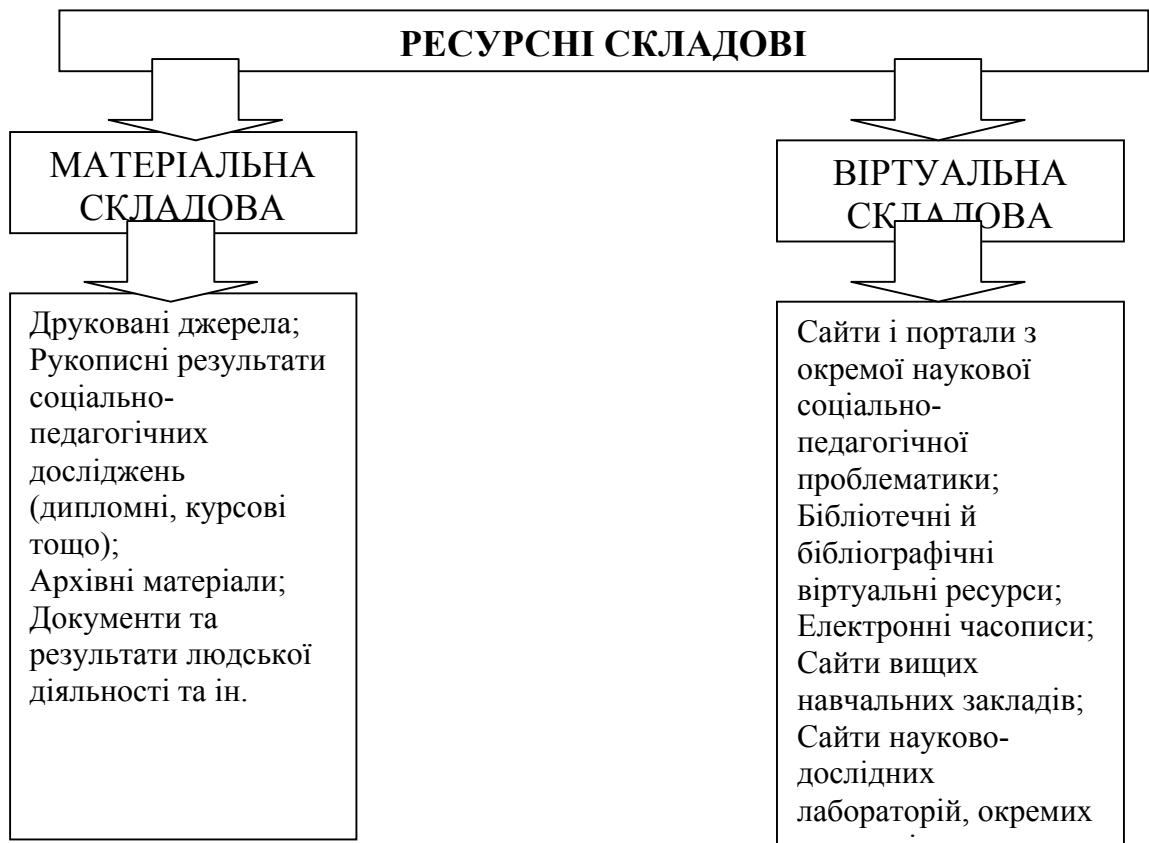 РЕСУРСНІ СКЛАДОВІ
МАТЕРІАЛЬНА
СКЛАДОВА
Друковані джерела;
Рукописні результати
соціально-
педагогічних
досліджень
(дипломні, курсові
тощо);
Архівні матеріали;
Документи та
результати людської
діяльності та ін.
ВІРТУАЛЬНА
СКЛАДОВА
Сайти і портали з
окремої наукової
соціально-
педагогічної
проблематики;
Бібліотечні й
бібліографічні
віртуальні ресурси;
Електронні часописи;
Сайти вищих
навчальних закладів;
Сайти науково-
дослідних
лабораторій, окремих